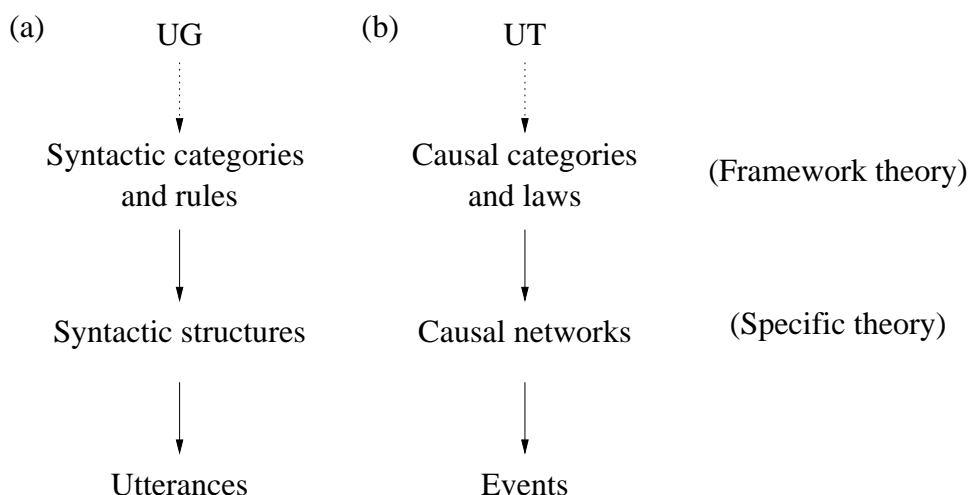 (a)
UG
(b)
UT
Syntactic categories
and rules
Causal categories
and laws
(Framework theory)
Syntactic structures
Causal networks
(Specific theory)
Utterances
Events